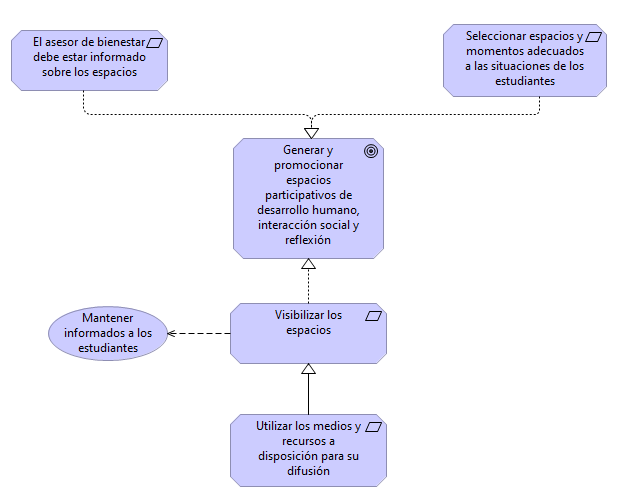 El asesor de bienestar
debe estar informado
sobre los espacios
Seleccionar espacios y
momentos adecuados
a las situaciones de los
estudiantes
Generar y
promocionar
espacios
participativos de
desarrollo humano,
interacción social y
reflexión
Mantener
informados a los
estudiantes
Visibilizar los
espacios
Utilizar los medios y
recursos a
disposición para su
difusión